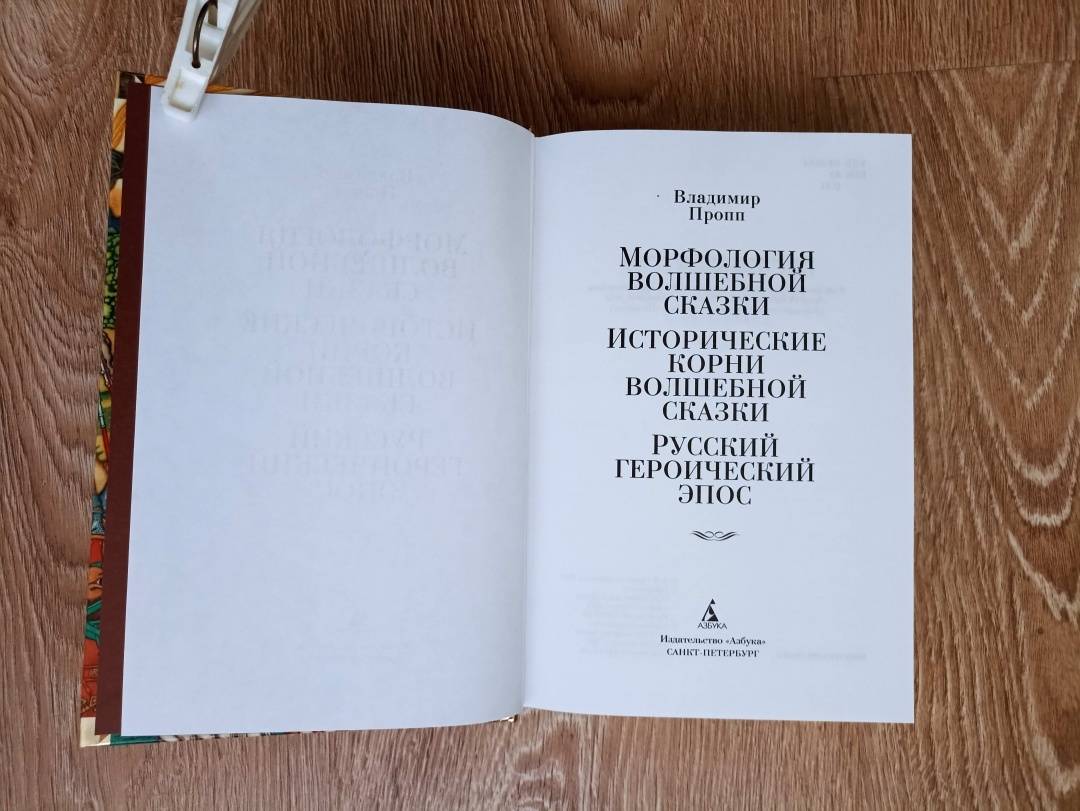 Владимир
Пропп
Морфология
волшебной
сказки
Исторические
корни
волшебной
сказки
Русский
героический
эпос
АЗБУКА
Издательство «Азбука»
САНКТ-ПЕТЕРБУРГ